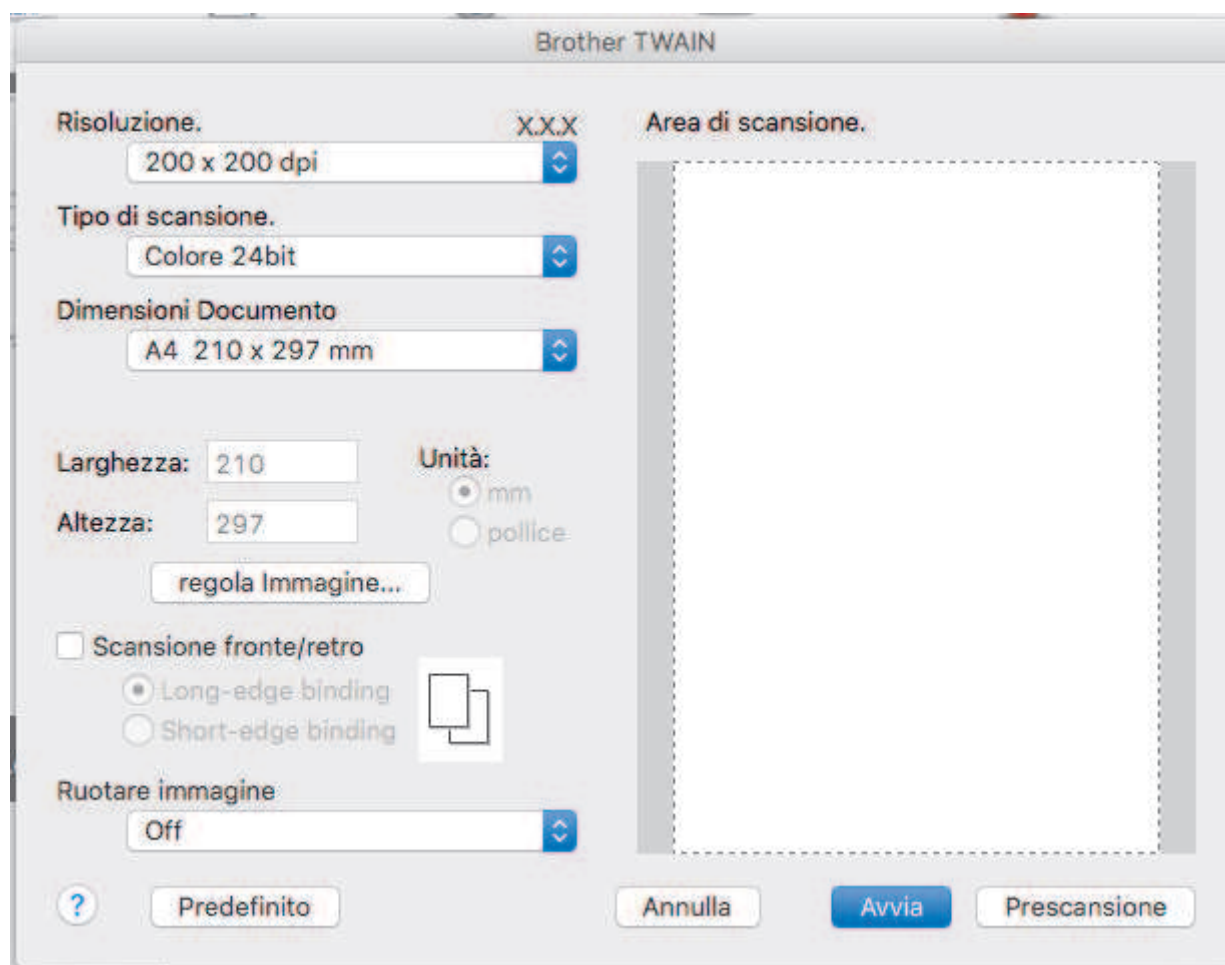 Brother TWAIN
Risoluzione.
X.X.X
200 x 200 dpi
Tipo di scansione.
Colore 24bit
Dimensioni Documento
A4 210 x 297 mm
Larghezza: 210
Altezza: 297
Unità:
mm
pollice
regola Immagine...
Scansione fronte/retro
Long-edge binding
Short-edge binding
Ruotare immagine
Off
Area di scansione.
?
Predefinito
Annulla
Avvia
Prescansione